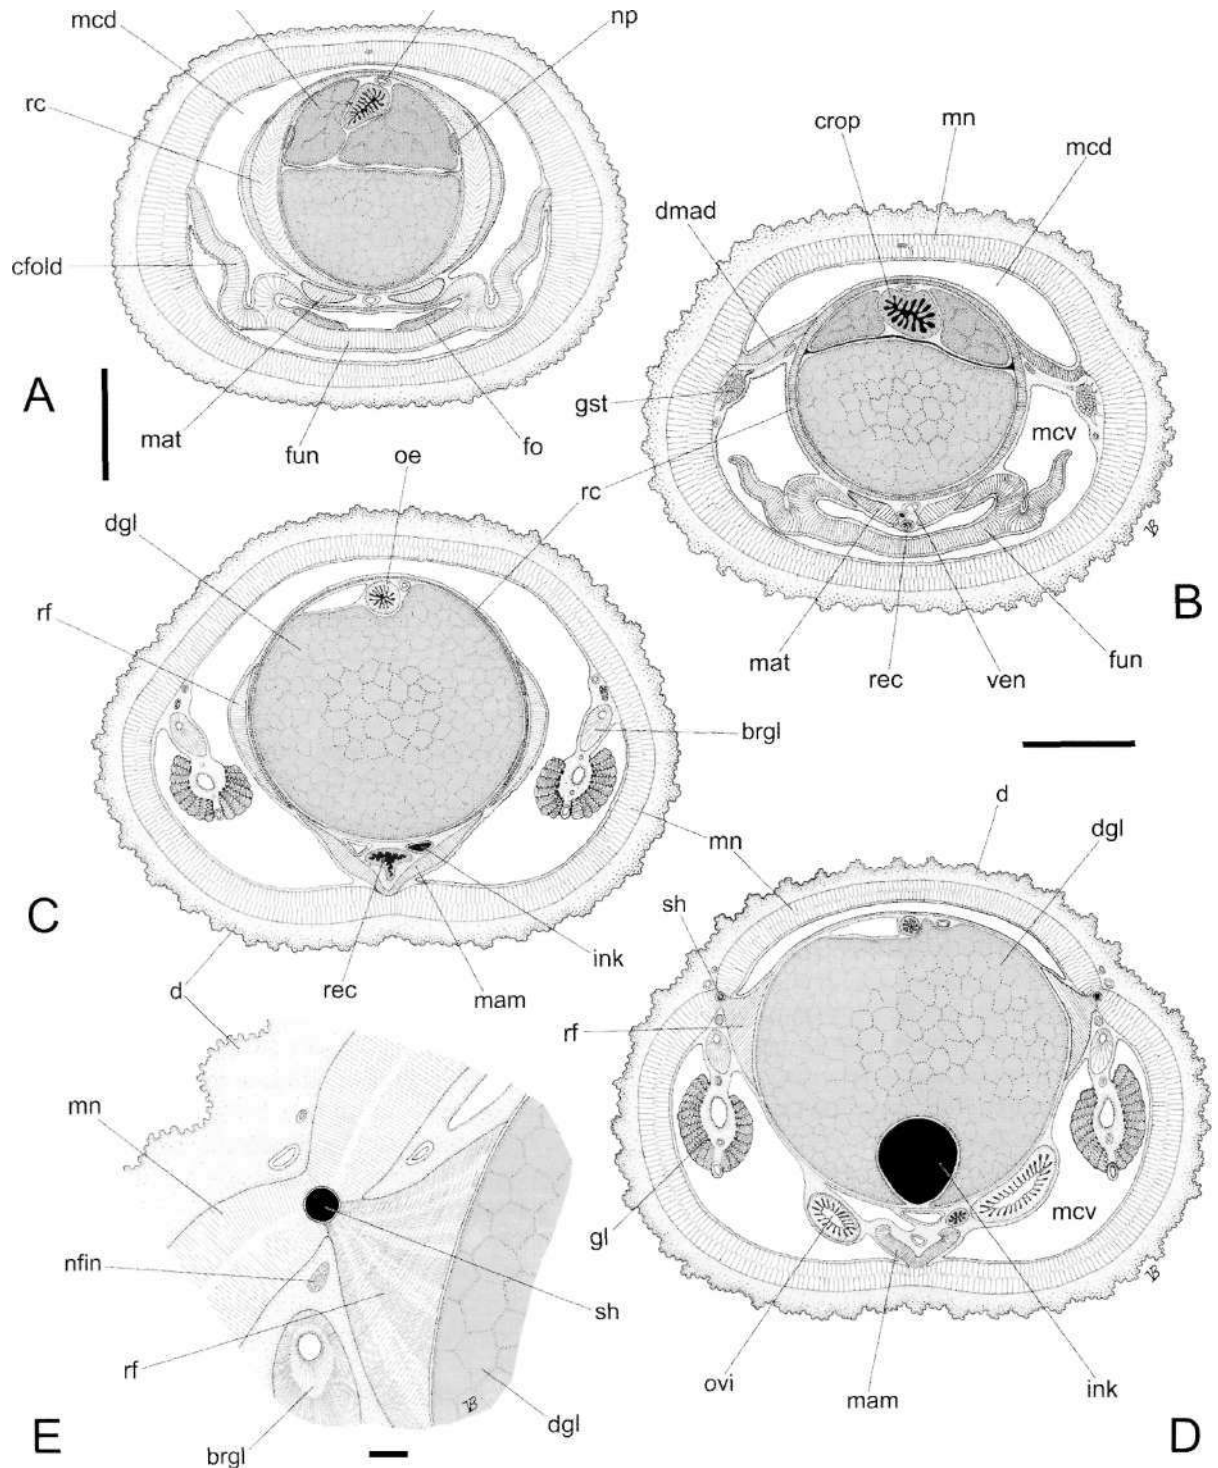 mcd
np
rc
cfold
A
mat
fun
fo
crop
mn
mcd
dmad
gst
mcv
rc
B
mat
rec
ven
fun
oe
dgl
rf
brgl
C
mn
d
rec
ink
mam
d
dgl
sh
rf
gl
mcv
ovi
mam
ink
D
mn
nfin
sh
rf
brgl
dgl
E